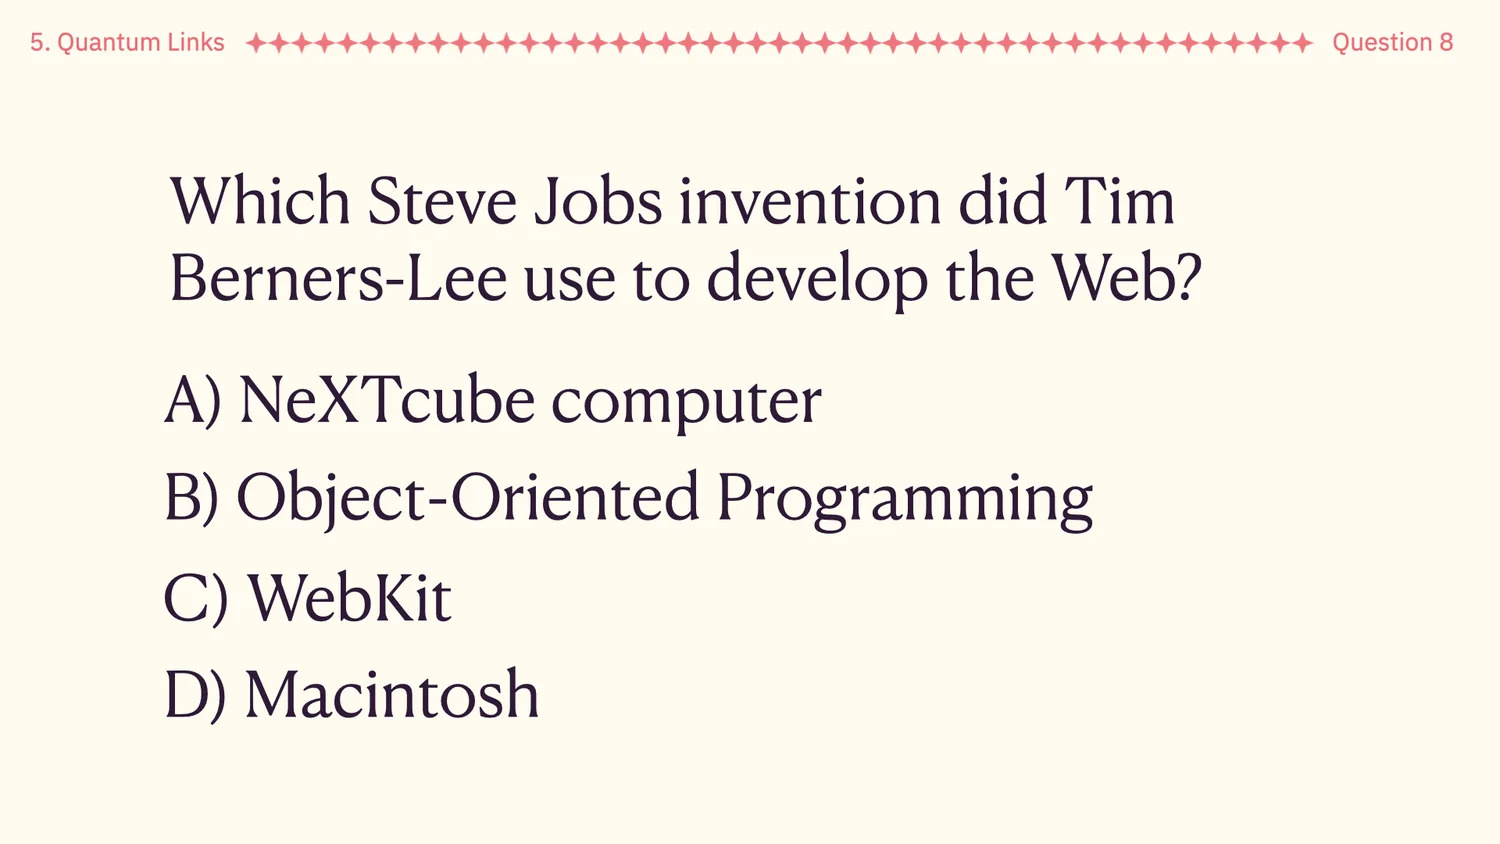 5. Quantum Links
Question 8
Which Steve Jobs invention did Tim
Berners-Lee use to develop the Web?
A) NeXTcube computer
B) Object-Oriented Programming
C) WebKit
D) Macintosh